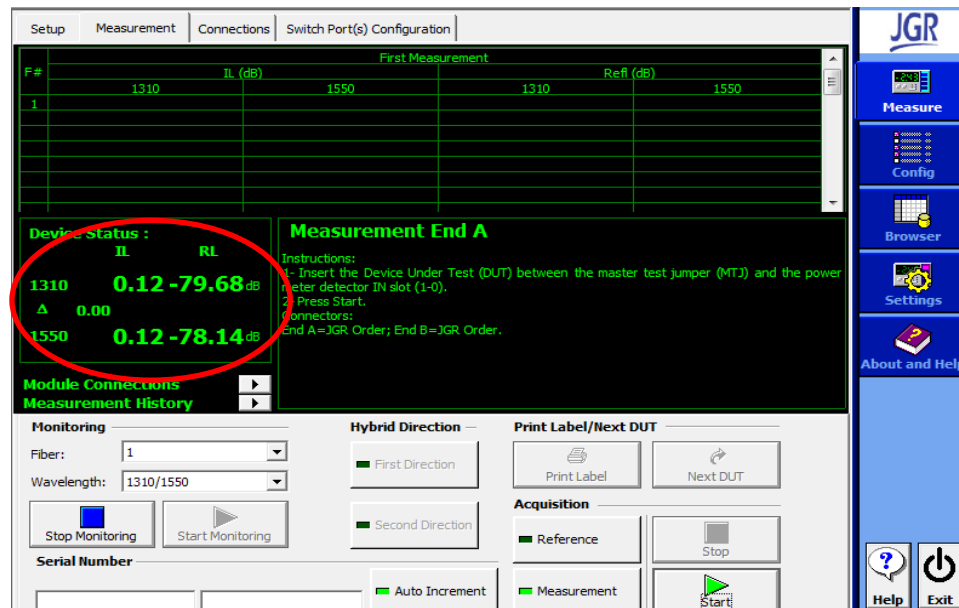 Setup Measurement Connections Switch Port(s) Configuration
JGR
First Measurement
F# IL (dB) Refl (dB)
1310 1550 1310 1550
1
-2.43
Measure
Config
Browser
Settings
About and Help
Device Status :
IL RL
1310 0.12 -79.68 dB
Δ 0.00
1550 0.12 -78.14 dB
Module Connections
Measurement History
Measurement End A
Instructions:
1- Insert the Device Under Test (DUT) between the master test jumper (MTJ) and the power
meter detector IN slot (1-0).
2- Press Start.
Connectors:
End A=JGR Order; End B=JGR Order.
Monitoring
Fiber: 1
Wavelength: 1310/1550
Stop Monitoring Start Monitoring
Serial Number
Hybrid Direction
First Direction
Second Direction
Auto Increment
Print Label/Next DUT
Print Label Next DUT
Acquisition
Reference Stop
Measurement Start
? Help Exit